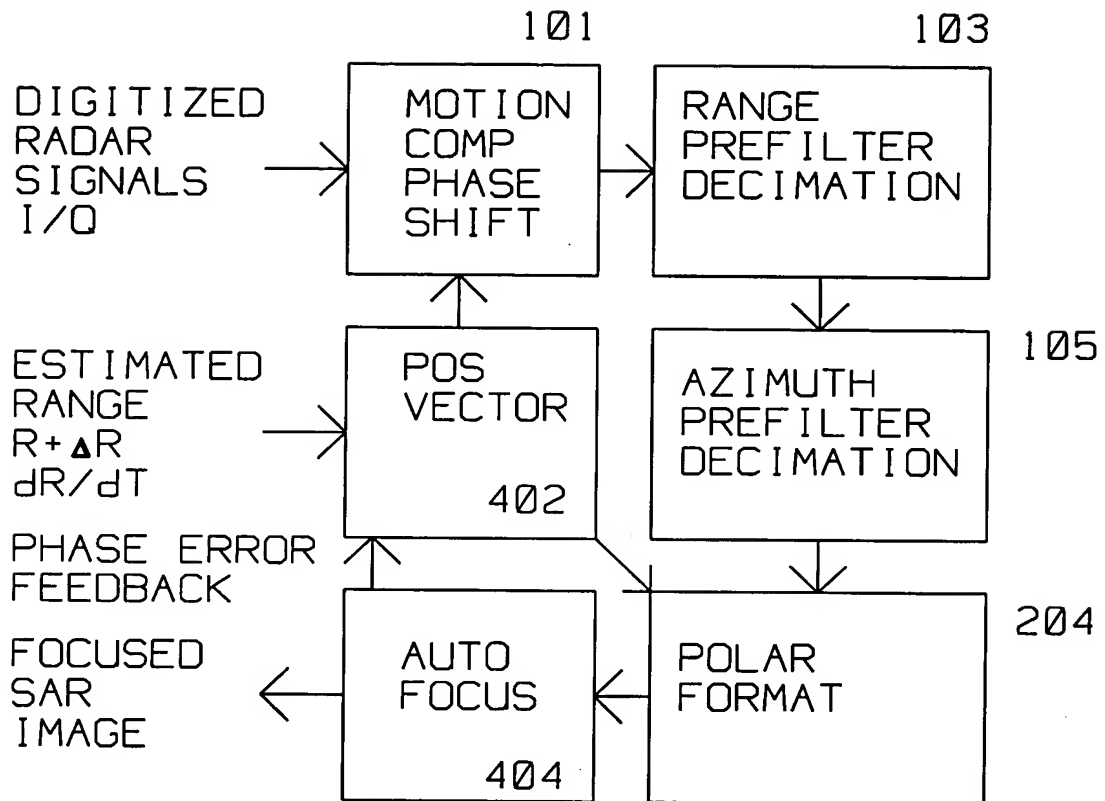 101
103
DIGITIZED
RADAR
SIGNALS
I/Q
MOTION
COMP
PHASE
SHIFT
RANGE
PREFILTER
DECIMATION
ESTIMATED
RANGE
R+ΔR
dR/dT
POS
VECTOR
402
105
AZIMUTH
PREFILTER
DECIMATION
PHASE ERROR
FEEDBACK
FOCUSED
SAR
IMAGE
AUTO
FOCUS
404
POLAR
FORMAT
204